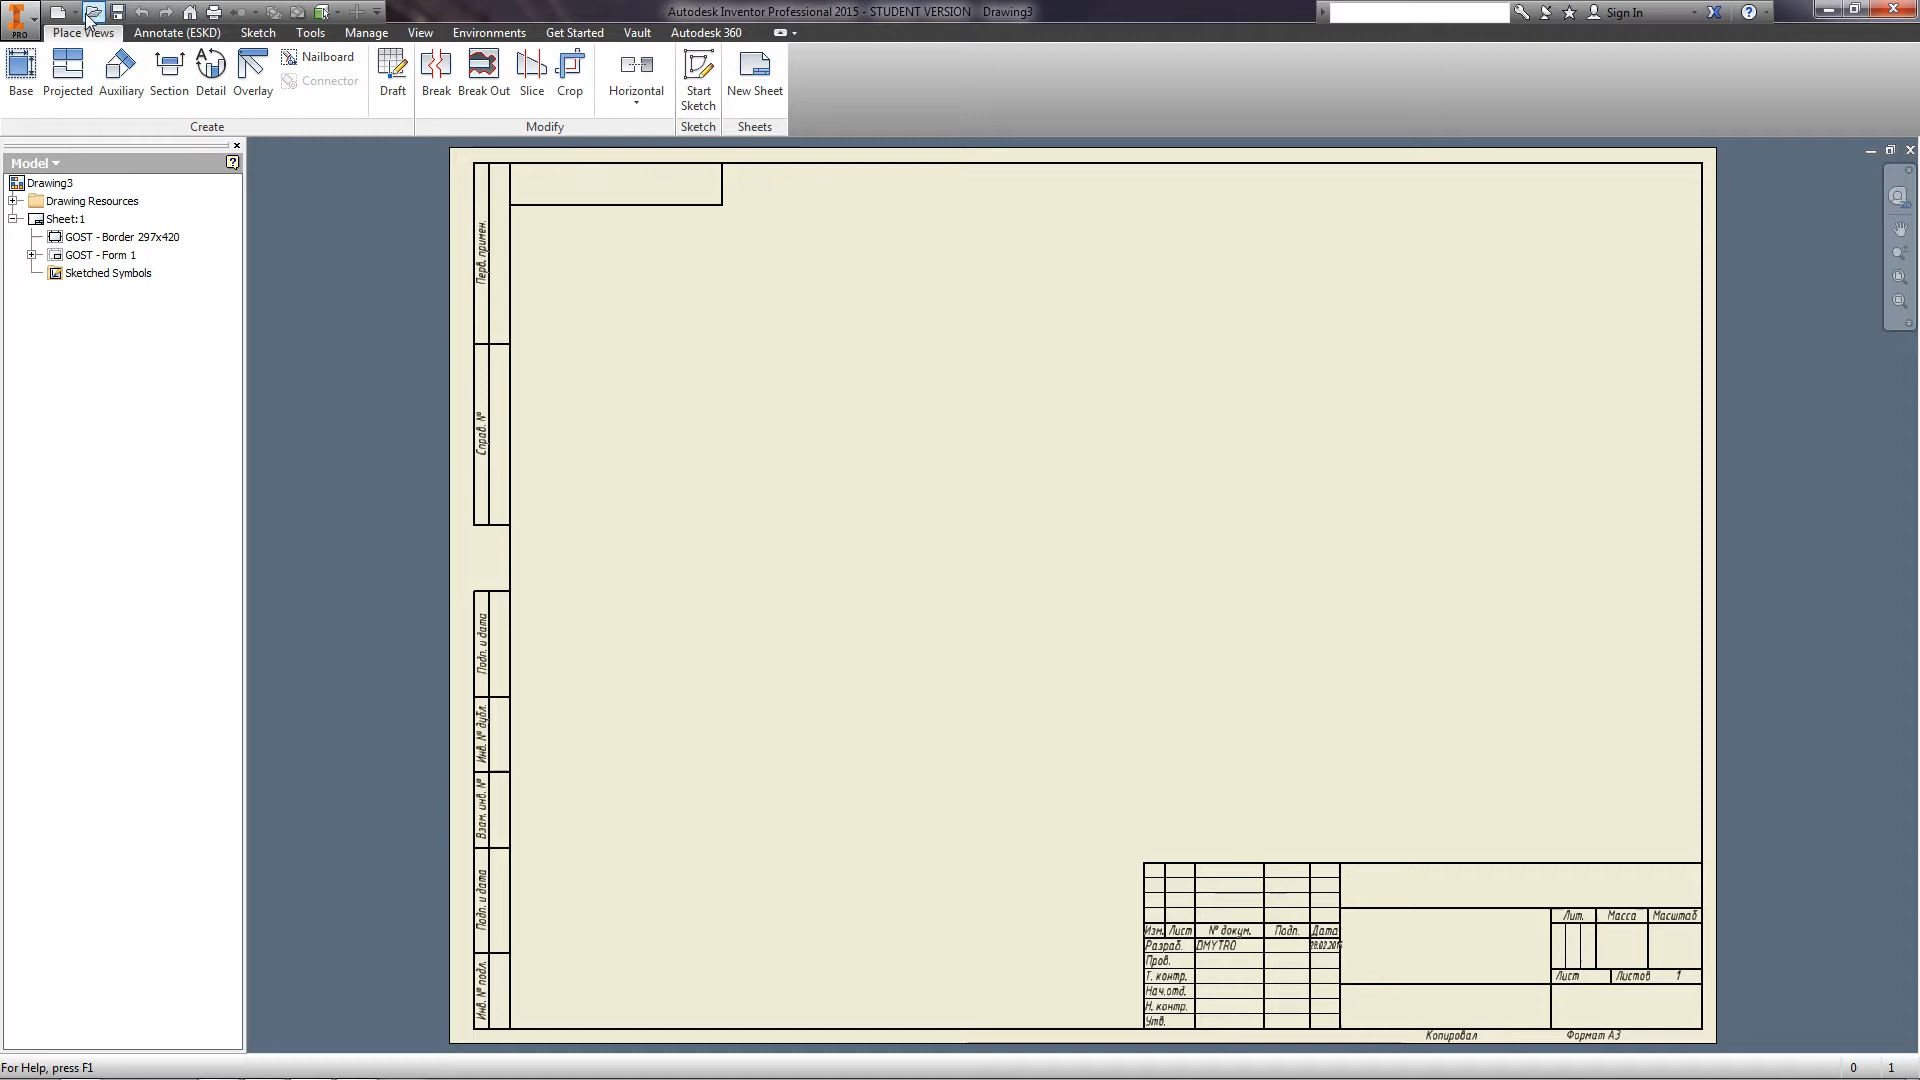 Autodesk Inventor Professional 2015 - STUDENT VERSION Drawing3
Sign In
PRO
Place Views Annotate (ESKD) Sketch Tools Manage View Environments Get Started Vault Autodesk 360
Base Projected Auxiliary Section Detail Overlay
Nailboard
Connector
Draft
Break Break Out Slice Crop
Horizontal
Start Sketch
New Sheet
Create Modify Sketch Sheets
Model
Drawing3
Drawing Resources
Sheet:1
GOST - Border 297x420
GOST - Form 1
Sketched Symbols
Перв. примен.
Справ. №
Подп. и дата
Инв. № дубл.
Взам. инв. №
Подп. и дата
Инв. № подл.
Лит. Масса Масштаб
Изм. Лист № докум. Подп. Дата
Разраб. DMYTRO
Пров.
Т. контр.
Лист Листов 1
Нач.отд.
Н. контр.
Утв.
Копировал Формат А3
For Help, press F1
0 1